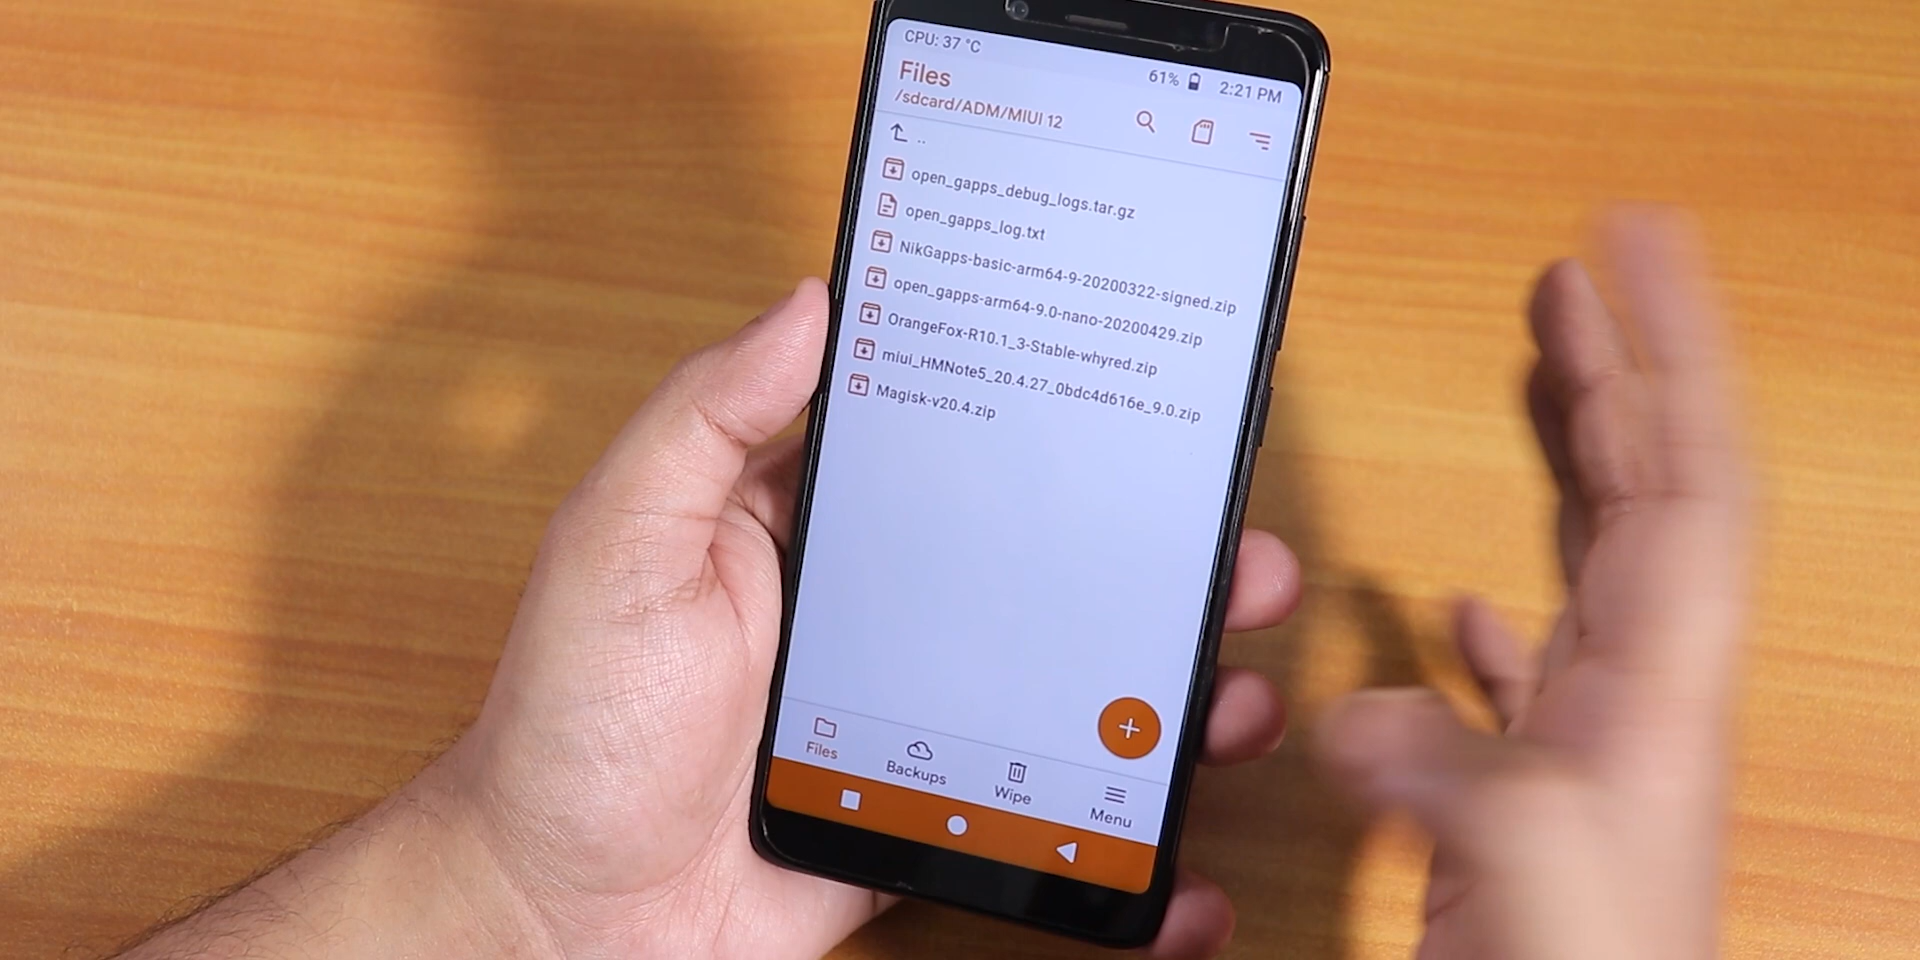 CPU: 37 °C
61% 2:21 PM
Files
/sdcard/ADM/MIUI 12
..
open_gapps_debug_logs.tar.gz
open_gapps_log.txt
NikGapps-basic-arm64-9-20200322-signed.zip
open_gapps-arm64-9.0-nano-20200429.zip
OrangeFox-R10.1_3-Stable-whyred.zip
miui_HMNote5_20.4.27_0bdc4d616e_9.0.zip
Magisk-v20.4.zip
Files
Backups
Wipe
Menu